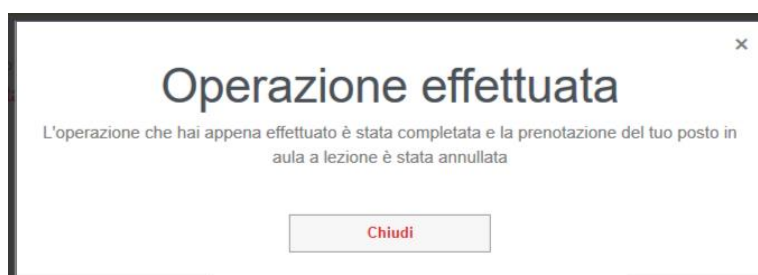 ×
Operazione effettuata
L'operazione che hai appena effettuato è stata completata e la prenotazione del tuo posto in
aula a lezione è stata annullata
Chiudi